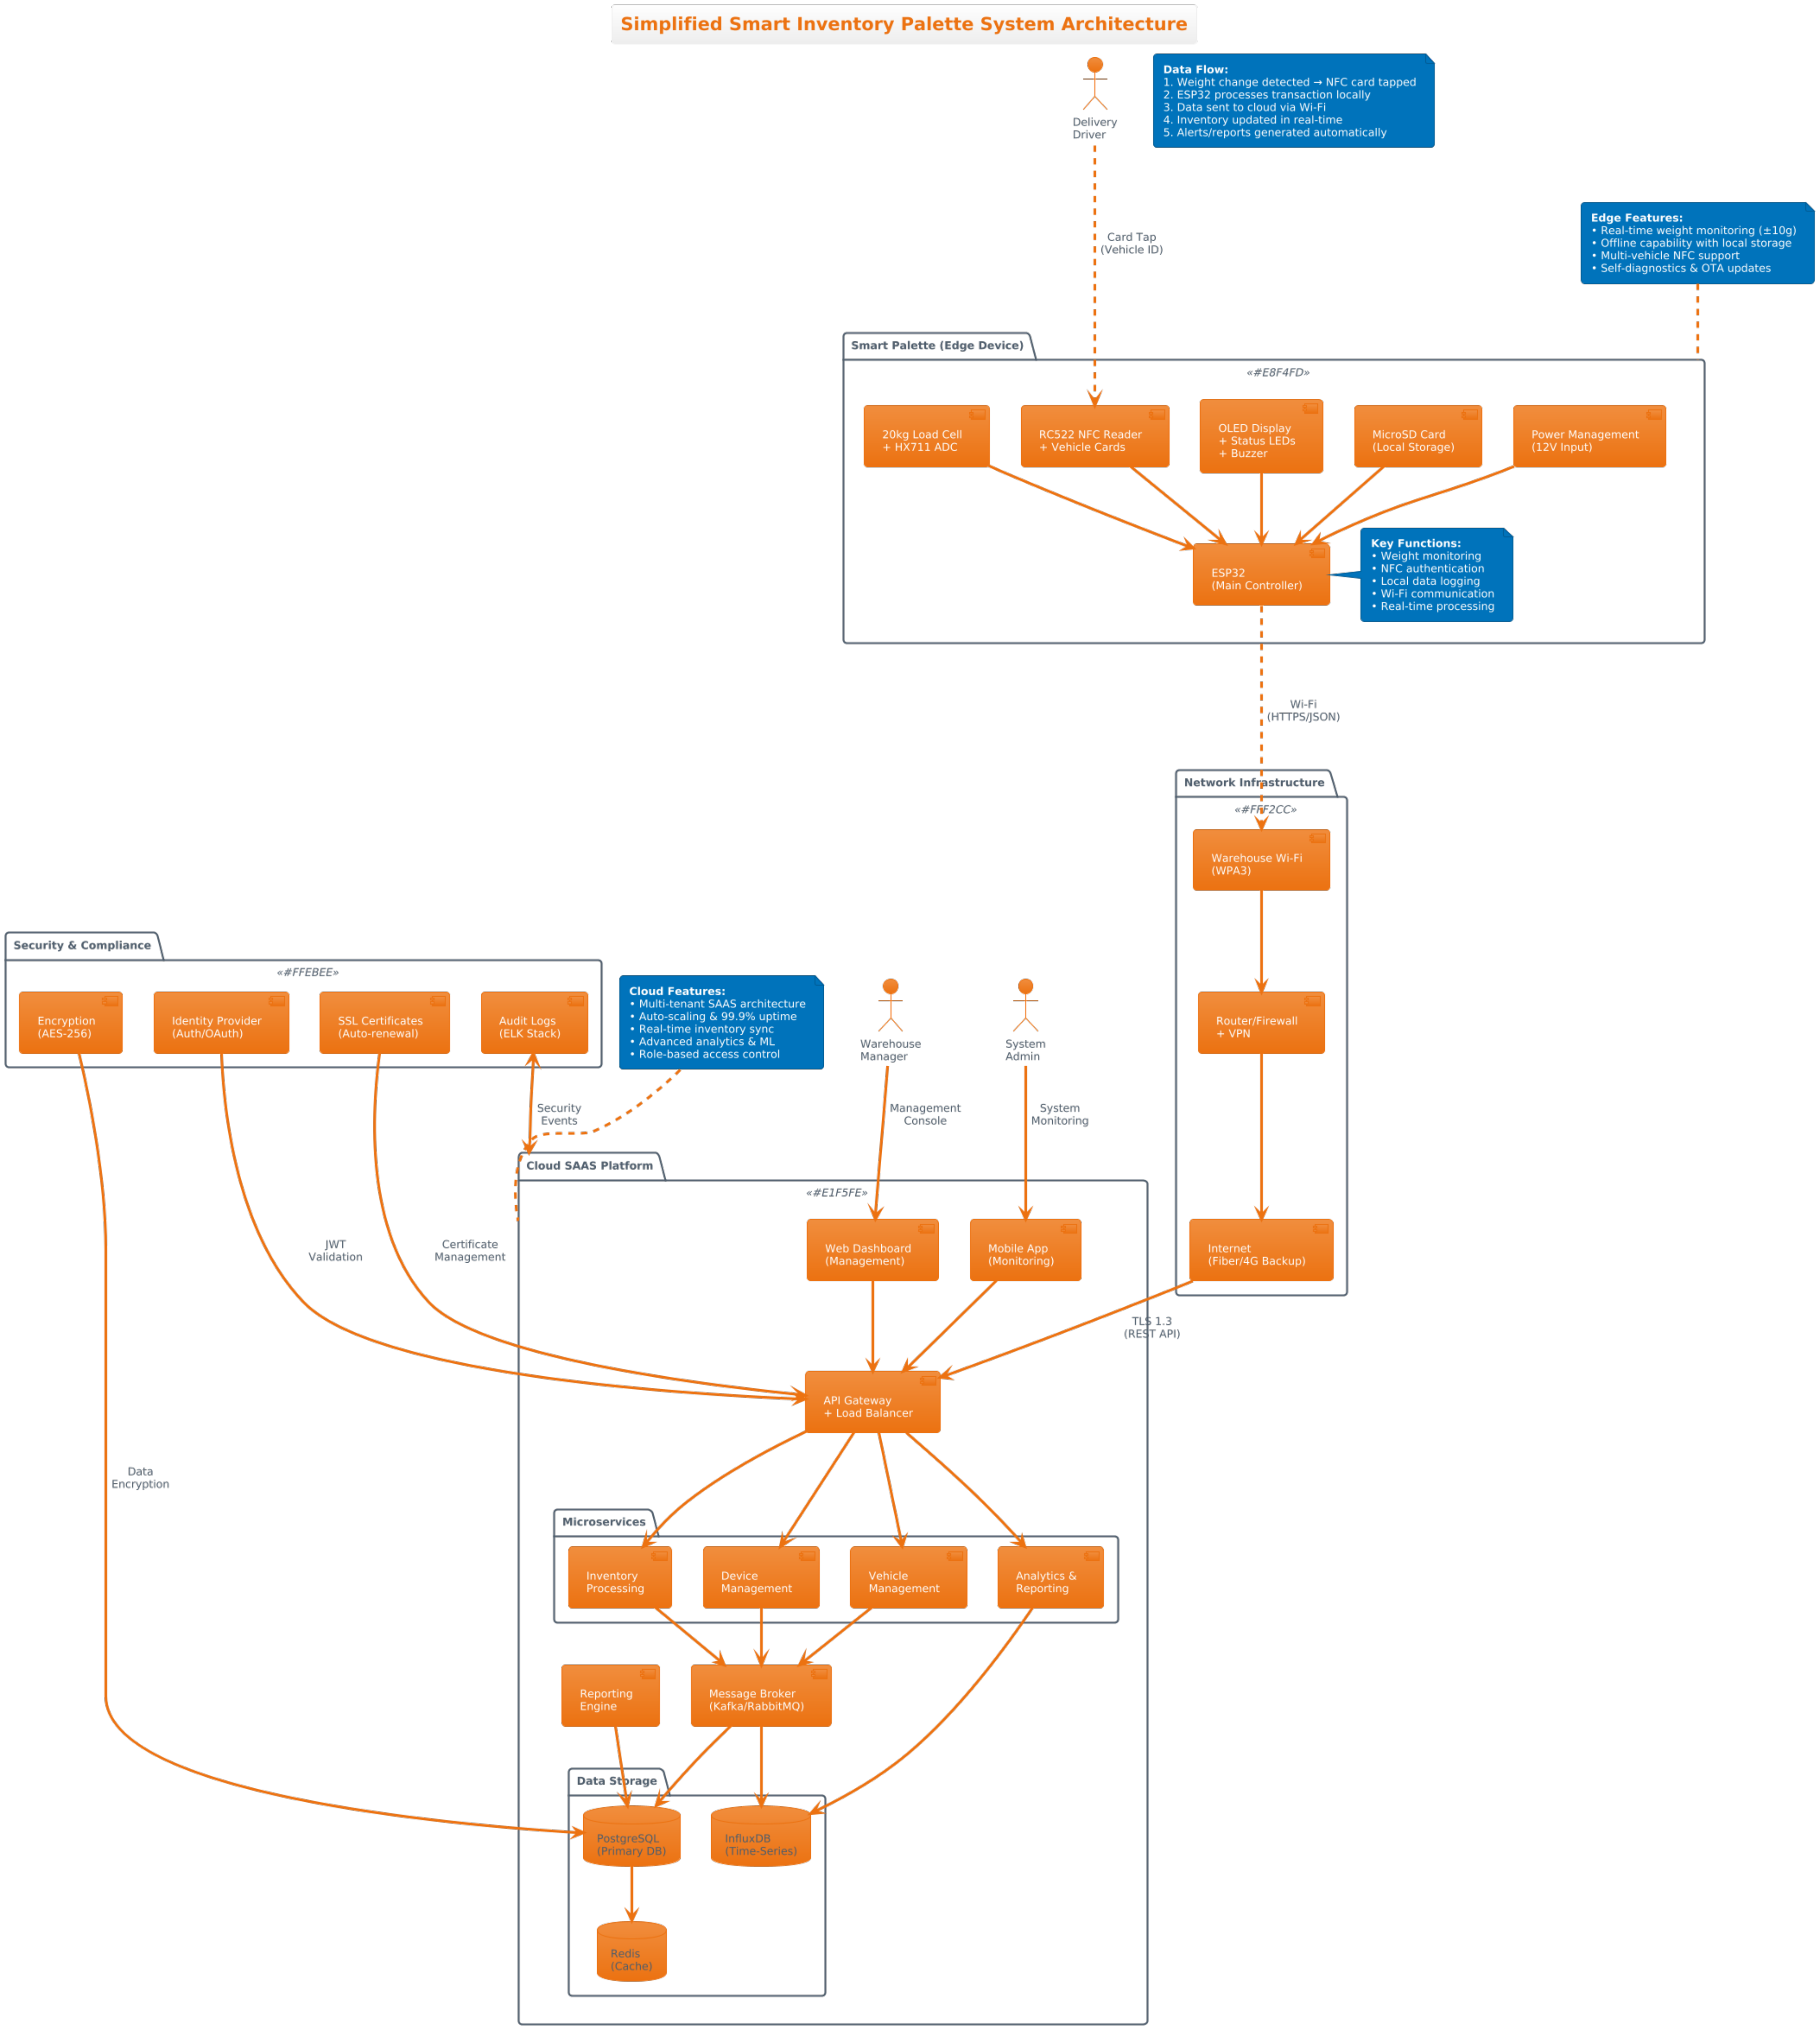 Simplified Smart Inventory Palette System Architecture
Delivery
Driver
Data Flow:
1. Weight change detected → NFC card tapped
2. ESP32 processes transaction locally
3. Data sent to cloud via Wi-Fi
4. Inventory updated in real-time
5. Alerts/reports generated automatically
Card Tap
(Vehicle ID)
Edge Features:
• Real-time weight monitoring (±10g)
• Offline capability with local storage
• Multi-vehicle NFC support
• Self-diagnostics & OTA updates
Smart Palette (Edge Device)
«#E8F4FD»
20kg Load Cell
+ HX711 ADC
RC522 NFC Reader
+ Vehicle Cards
OLED Display
+ Status LEDs
+ Buzzer
MicroSD Card
(Local Storage)
Power Management
(12V Input)
ESP32
(Main Controller)
Key Functions:
• Weight monitoring
• NFC authentication
• Local data logging
• Wi-Fi communication
• Real-time processing
Wi-Fi
(HTTPS/JSON)
Network Infrastructure
«#FFF2CC»
Warehouse Wi-Fi
(WPA3)
Router/Firewall
+ VPN
Internet
(Fiber/4G Backup)
Security & Compliance
«#FFEBEE»
Encryption
(AES-256)
Identity Provider
(Auth/OAuth)
SSL Certificates
(Auto-renewal)
Audit Logs
(ELK Stack)
Cloud Features:
• Multi-tenant SAAS architecture
• Auto-scaling & 99.9% uptime
• Real-time inventory sync
• Advanced analytics & ML
• Role-based access control
Warehouse
Manager
System
Admin
Security
Events
Management
Console
System
Monitoring
Cloud SAAS Platform
«#E1F5FE»
JWT
Validation
Certificate
Management
Web Dashboard
(Management)
Mobile App
(Monitoring)
TLS 1.3
(REST API)
API Gateway
+ Load Balancer
Data
Encryption
Microservices
Inventory
Processing
Device
Management
Vehicle
Management
Analytics &
Reporting
Reporting
Engine
Message Broker
(Kafka/RabbitMQ)
Data Storage
PostgreSQL
(Primary DB)
InfluxDB
(Time-Series)
Redis
(Cache)